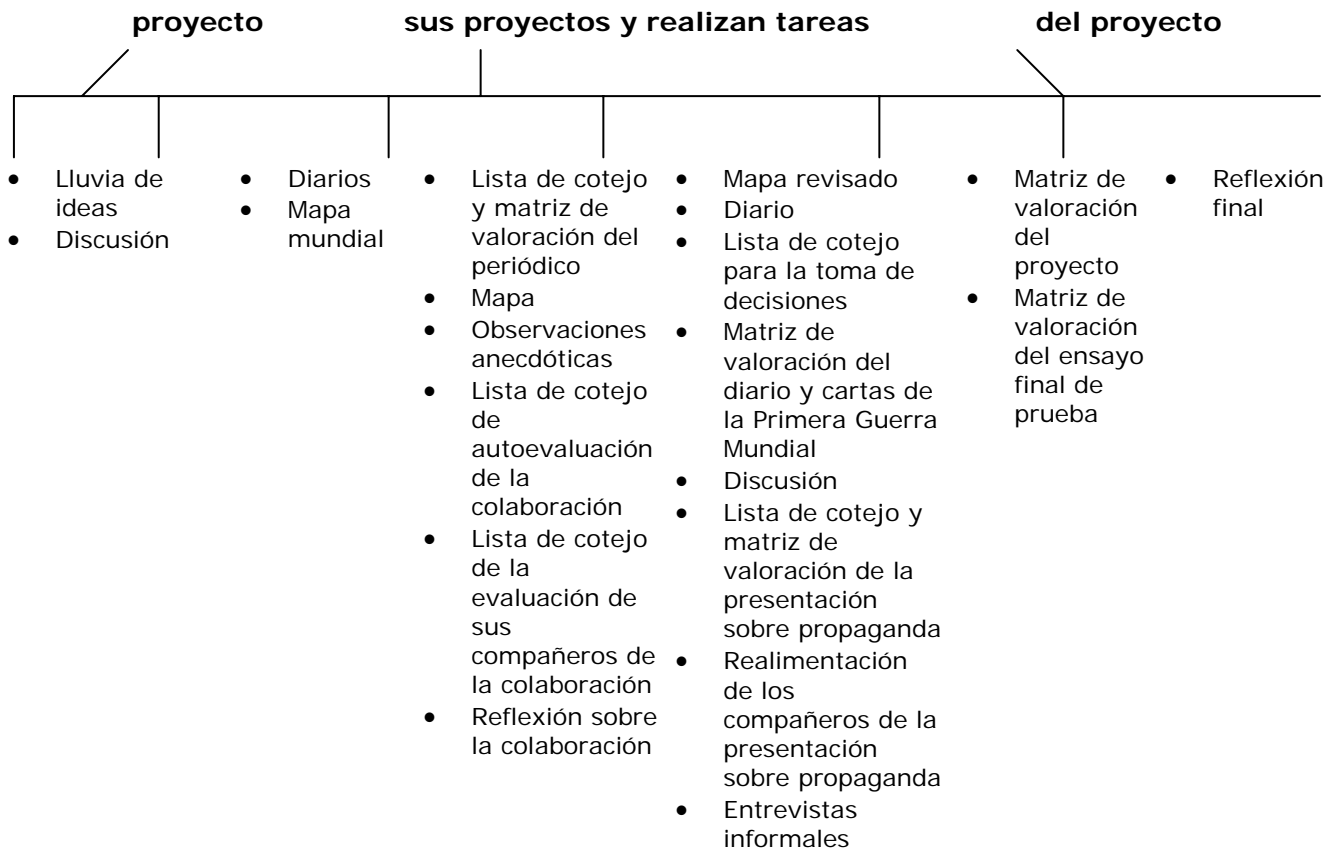 proyecto
sus proyectos y realizan tareas
del proyecto
• Lluvia de
ideas
• Discusión
• Diarios
• Mapa
mundial
• Lista de cotejo
y matriz de
valoración del
periódico
• Mapa
• Observaciones
anecdóticas
• Lista de cotejo
de
autoevaluación
de la
colaboración
• Lista de cotejo
de la
evaluación de
sus
compañeros de
la colaboración
• Reflexión sobre
la colaboración
• Mapa revisado
• Diario
• Lista de cotejo
para la toma de
decisiones
• Matriz de
valoración del
diario y cartas de
la Primera Guerra
Mundial
• Discusión
• Lista de cotejo y
matriz de
valoración de la
presentación
sobre propaganda
• Realimentación
de los
compañeros de la
presentación
sobre propaganda
• Entrevistas
informales
• Matriz de
valoración
del
proyecto
• Matriz de
valoración
del ensayo
final de
prueba
• Reflexión
final